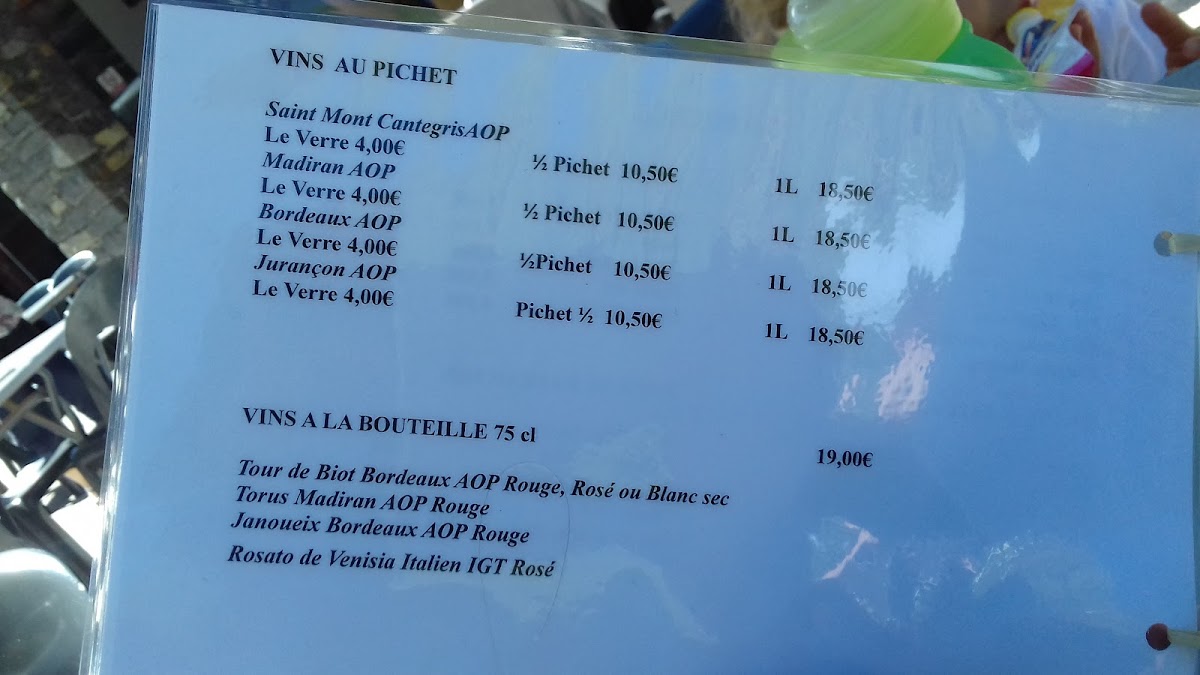 VINS AU PICHET
Saint Mont CantegrisAOP
Le Verre 4,00€ ½ Pichet 10,50€ 1L 18,50€
Madiran AOP
Le Verre 4,00€ ½ Pichet 10,50€ 1L 18,50€
Bordeaux AOP
Le Verre 4,00€ ½Pichet 10,50€ 1L 18,50€
Jurançon AOP
Le Verre 4,00€ Pichet ½ 10,50€ 1L 18,50€
VINS A LA BOUTEILLE 75 cl 19,00€
Tour de Biot Bordeaux AOP Rouge, Rosé ou Blanc sec
Torus Madiran AOP Rouge
Janoueix Bordeaux AOP Rouge
Rosato de Venisia Italien IGT Rosé